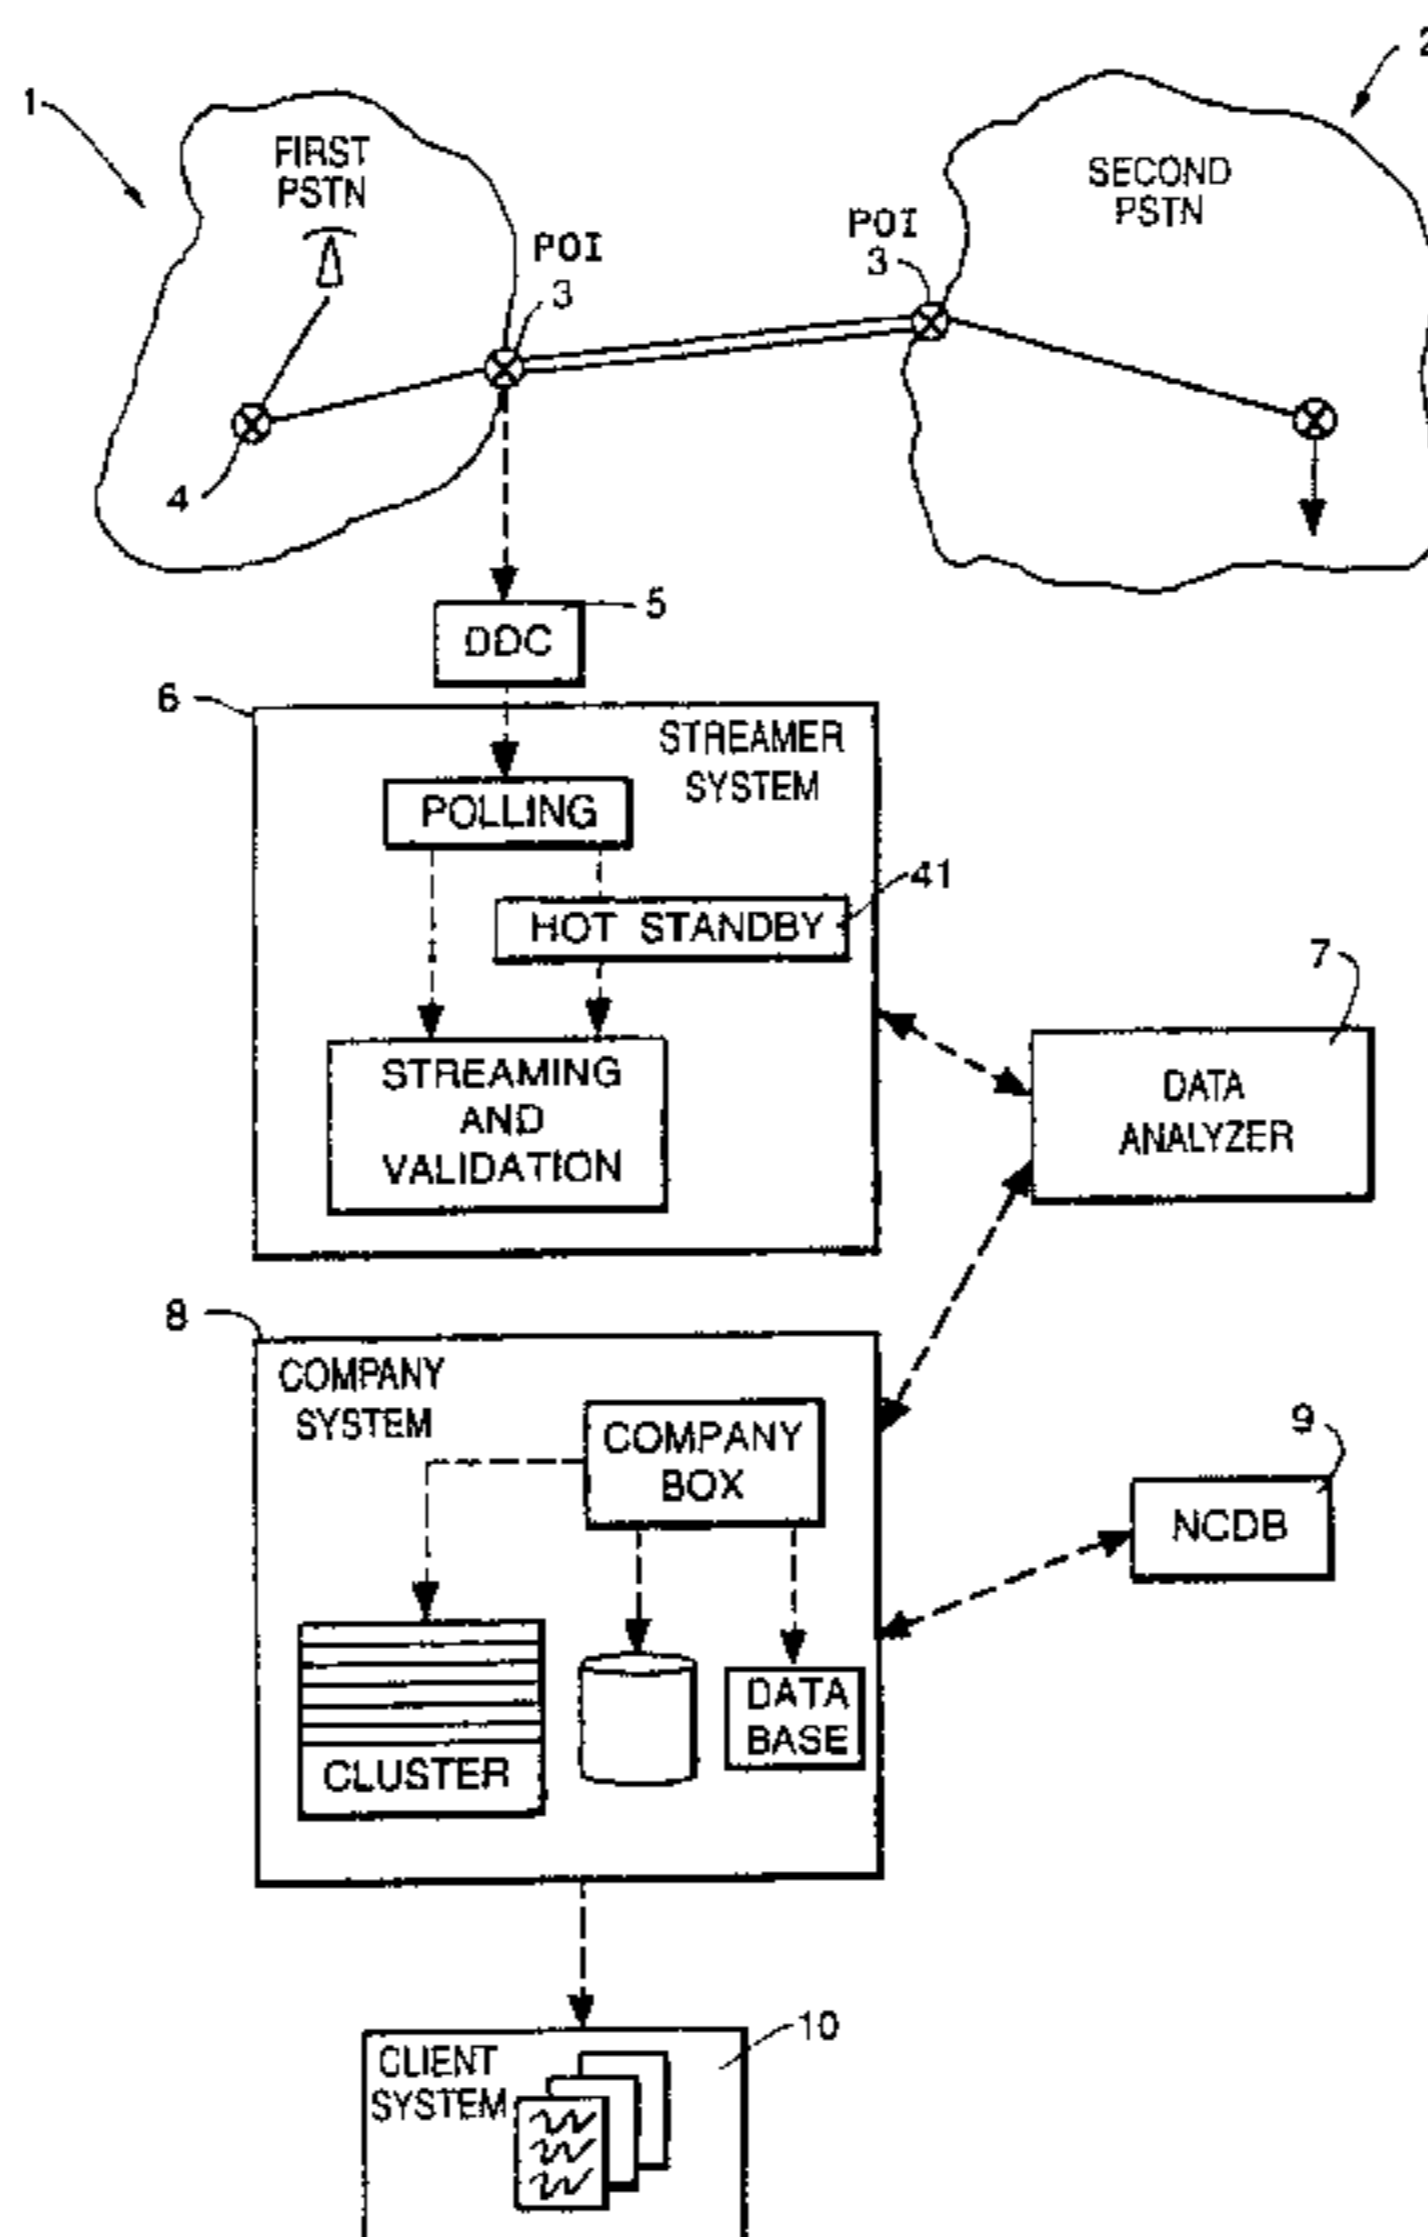 1
2
FIRST
PSTN
SECOND
PSTN
POI
3
POI
3
4
5
DDC
6
STREAMER
SYSTEM
POLLING
41
HOT STANDBY
7
STREAMING
AND
VALIDATION
DATA
ANALYZER
8
COMPANY
SYSTEM
COMPANY
BOX
9
NCDB
DATA
BASE
CLUSTER
10
CLIENT
SYSTEM